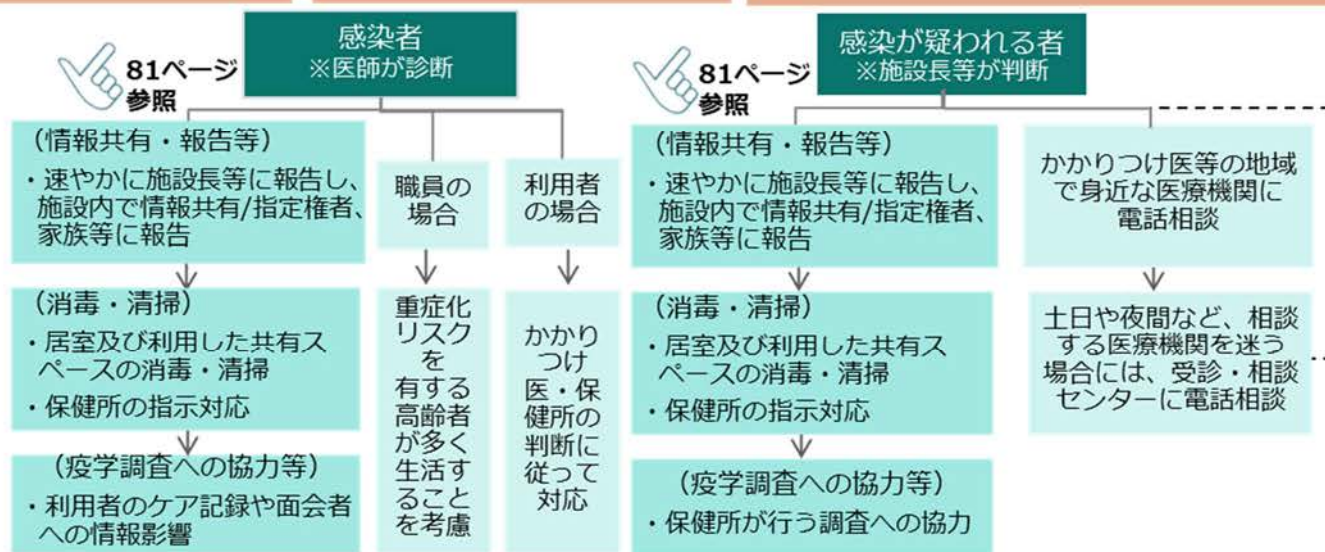 感染者
※医師が診断
81ページ
参照
（情報共有・報告等）
・速やかに施設長等に報告し、
施設内で情報共有/指定権者、
家族等に報告
（消毒・清掃）
・居室及び利用した共有ス
ペースの消毒・清掃
・保健所の指示対応
（疫学調査への協力等）
・利用者のケア記録や面会者
への情報影響
職員の
場合
重症化
リスク
を
有する
高齢者
が多く
生活す
ること
を考慮
利用者
の場合
かかり
つけ
医・保
健所の
判断に
従って
対応
感染が疑われる者
※施設長等が判断
81ページ
参照
（情報共有・報告等）
・速やかに施設長等に報告し、
施設内で情報共有/指定権者、
家族等に報告
（消毒・清掃）
・居室及び利用した共有ス
ペースの消毒・清掃
・保健所の指示対応
（疫学調査への協力等）
・保健所が行う調査への協力
かかりつけ医等の地域
で身近な医療機関に
電話相談
土日や夜間など、相談
する医療機関を迷う
場合には、受診・相談
センターに電話相談